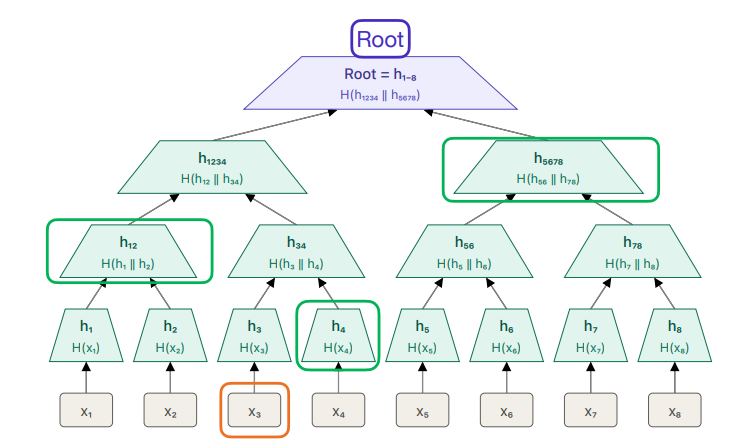 Root
Root = h₁₋₈
H(h₁₂₃₄ ‖ h₅₆₇₈)
h₁₂₃₄
H(h₁₂ ‖ h₃₄)
h₅₆₇₈
H(h₅₆ ‖ h₇₈)
h₁₂
H(h₁ ‖ h₂)
h₃₄
H(h₃ ‖ h₄)
h₅₆
H(h₅ ‖ h₆)
h₇₈
H(h₇ ‖ h₈)
h₁
H(x₁)
h₂
H(x₂)
h₃
H(x₃)
h₄
H(x₄)
h₅
H(x₅)
h₆
H(x₆)
h₇
H(x₇)
h₈
H(x₈)
x₁
x₂
x₃
x₄
x₅
x₆
x₇
x₈